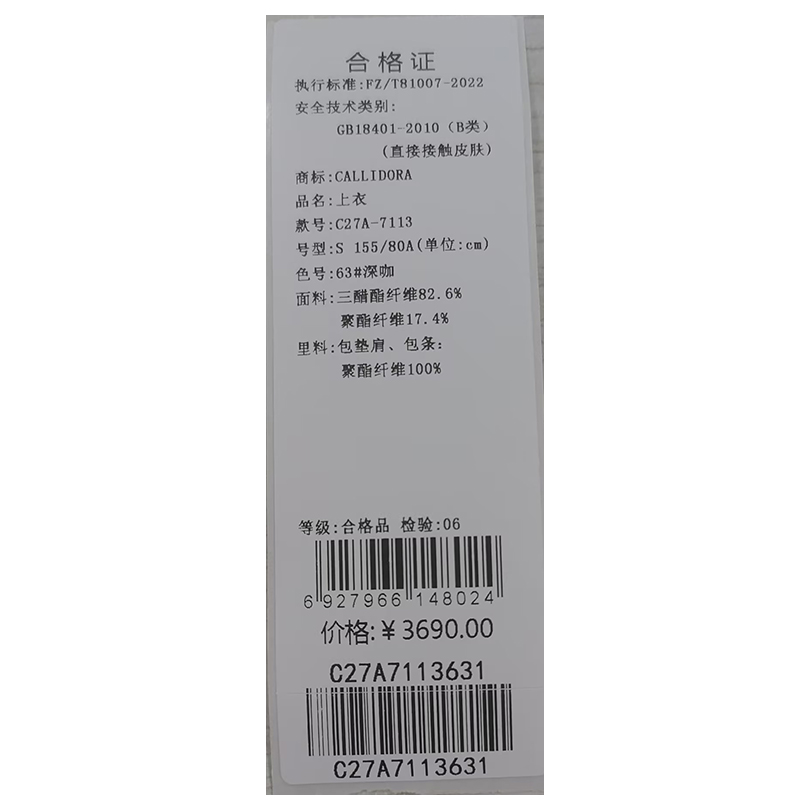 合格证
执行标准:FZ/T81007-2022
安全技术类别:
GB18401-2010（B类）
(直接接触皮肤)
商标:CALLIDORA
品名:上衣
款号:C27A-7113
号型:S 155/80A(单位:cm)
色号:63#深咖
面料:三醋酯纤维82.6%
聚酯纤维17.4%
里料:包垫肩、包条:
聚酯纤维100%
等级:合格品 检验:06
6 927966 148024
价格:¥3690.00
C27A7113631
C27A7113631